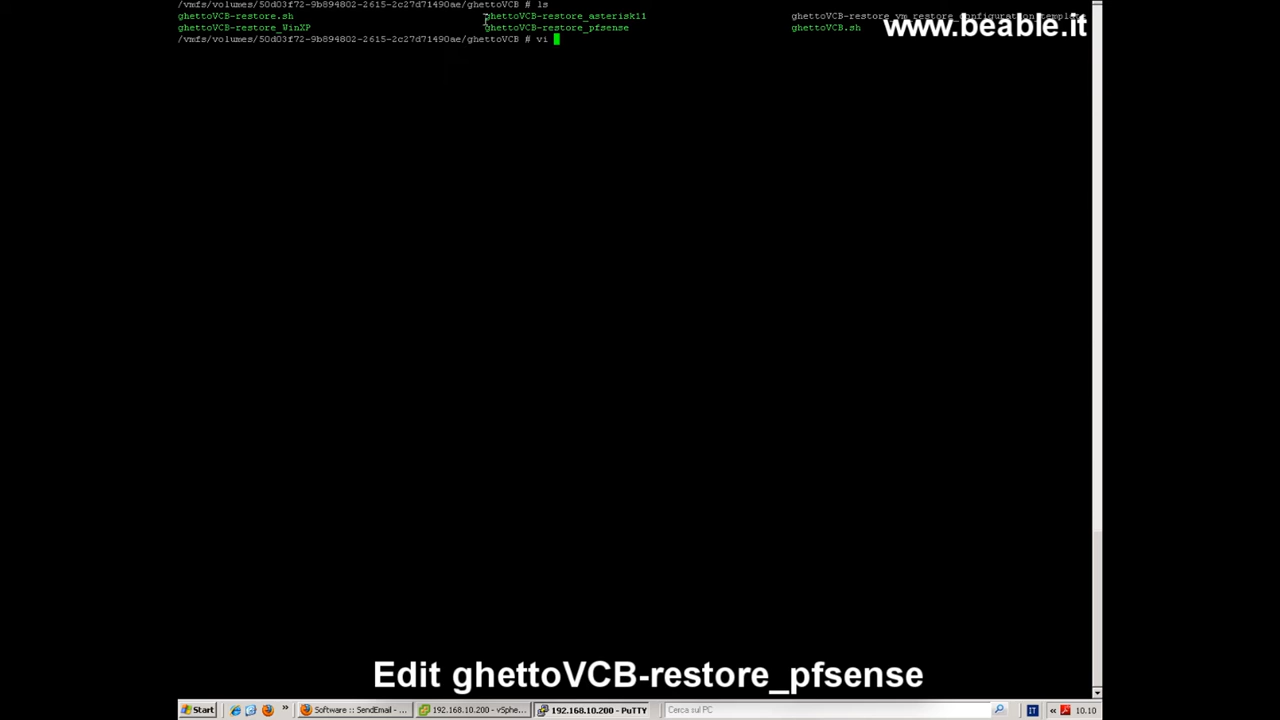 /vmfs/volumes/50d03f72-9b894802-2615-2c27d71490ae/ghettoVCB # ls
ghettoVCB-restore.sh ghettoVCB-restore_asterisk11 ghettoVCB-restore_vm_restore_configuration_template
ghettoVCB-restore_WinXP ghettoVCB-restore_pfsense ghettoVCB.sh
www.beable.it
/vmfs/volumes/50d03f72-9b894802-2615-2c27d71490ae/ghettoVCB # vi
Edit ghettoVCB-restore_pfsense
Start » Software :: SendEmail - ... 192.168.10.200 - vSphe... 192.168.10.200 - PuTTY Cerca sul PC IT « 10.10